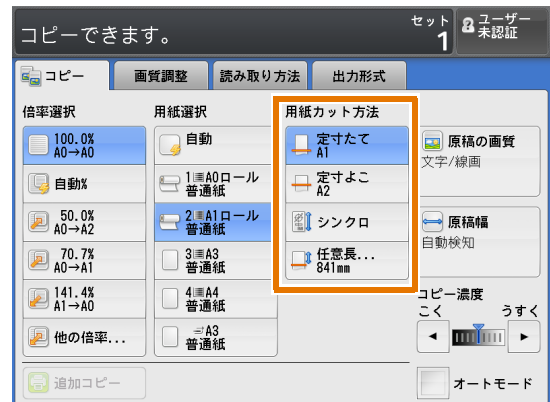 コピーできます。
セット
1
ユーザー
未認証
コピー
画質調整
読み取り方法
出力形式
倍率選択
100.0%
A0→A0
自動%
50.0%
A0→A2
70.7%
A0→A1
141.4%
A1→A0
他の倍率...
用紙選択
自動
1 A0ロール
普通紙
2 A1ロール
普通紙
3 A3
普通紙
4 A4
普通紙
A3
普通紙
用紙カット方法
定寸たて
A1
定寸よこ
A2
シンクロ
任意長...
841mm
原稿の画質
文字/線画
原稿幅
自動検知
コピー濃度
こく うすく
追加コピー
オートモード